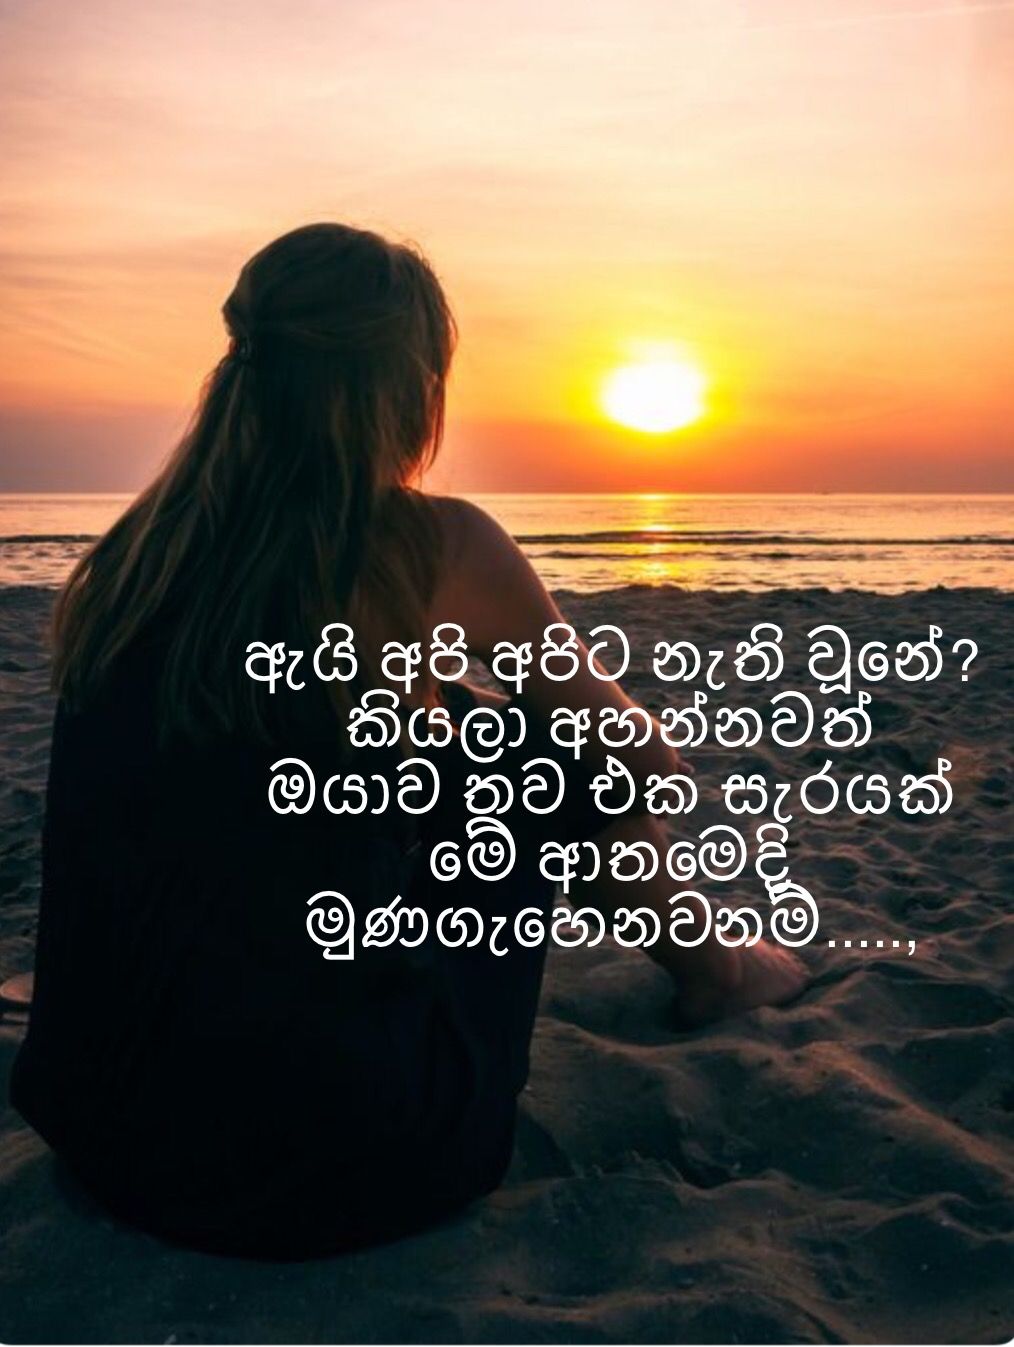 ඇයි අපි අපිට නැති වූනේ?
කියලා අහන්නවත්
ඔයාව තව එක සැරයක්
මේ ආතමෙදි
මුණගැහෙනවනම්.....,